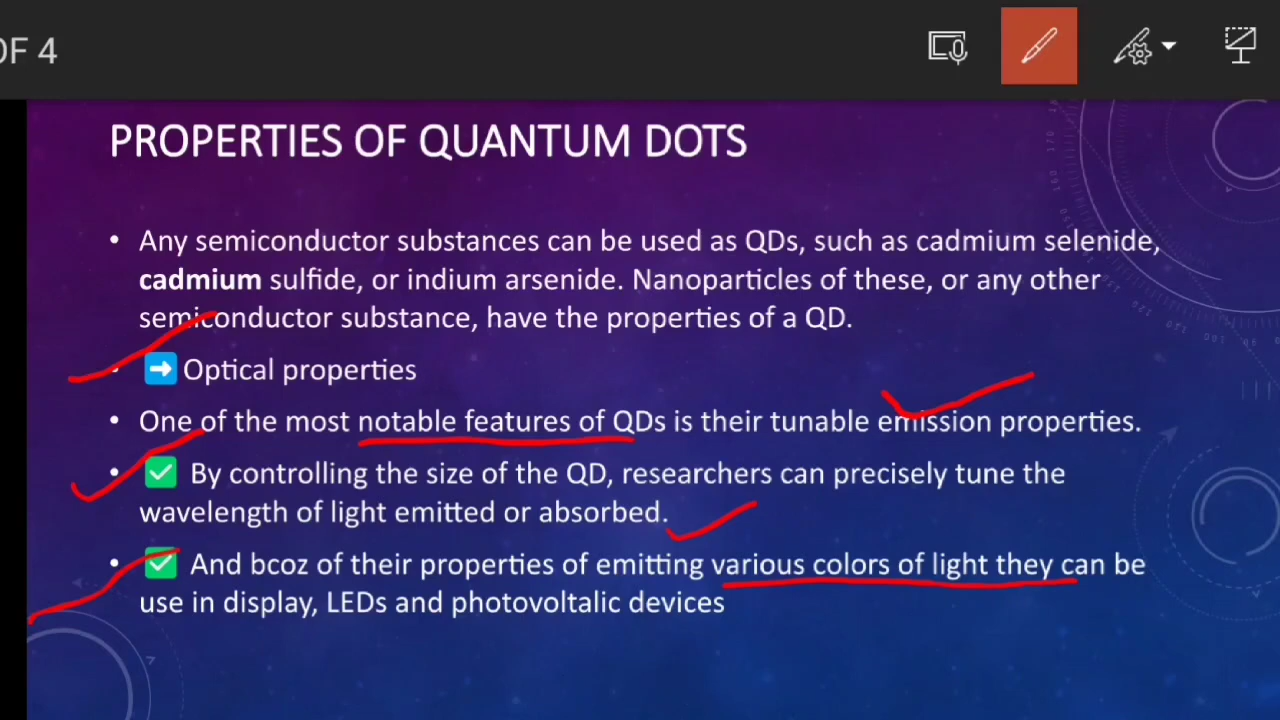 OF 4
PROPERTIES OF QUANTUM DOTS
• Any semiconductor substances can be used as QDs, such as cadmium selenide,
cadmium sulfide, or indium arsenide. Nanoparticles of these, or any other
semiconductor substance, have the properties of a QD.
• ➡ Optical properties
• One of the most notable features of QDs is their tunable emission properties.
• ✅ By controlling the size of the QD, researchers can precisely tune the
wavelength of light emitted or absorbed.
• ✅ And bcoz of their properties of emitting various colors of light they can be
use in display, LEDs and photovoltalic devices